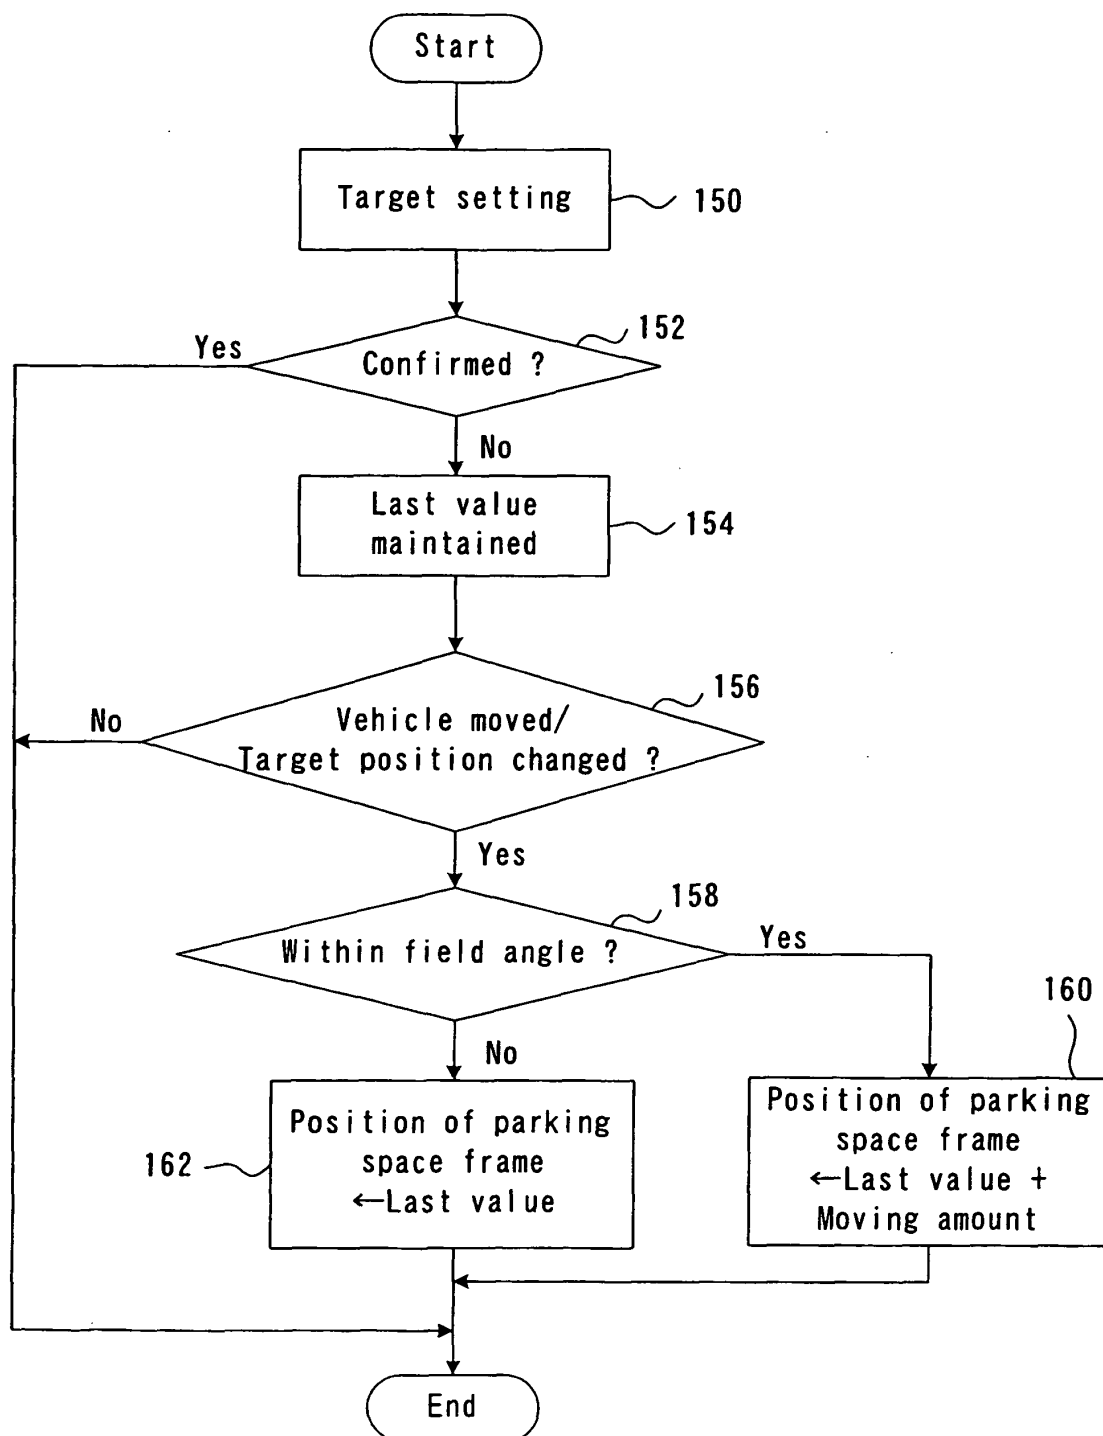 Start
Target setting
150
152
Yes
Confirmed ?
No
Last value
maintained
154
156
No
Vehicle moved/
Target position changed ?
Yes
158
Within field angle ?
Yes
160
No
Position of parking
space frame
←Last value
162
Position of parking
space frame
←Last value +
Moving amount
End